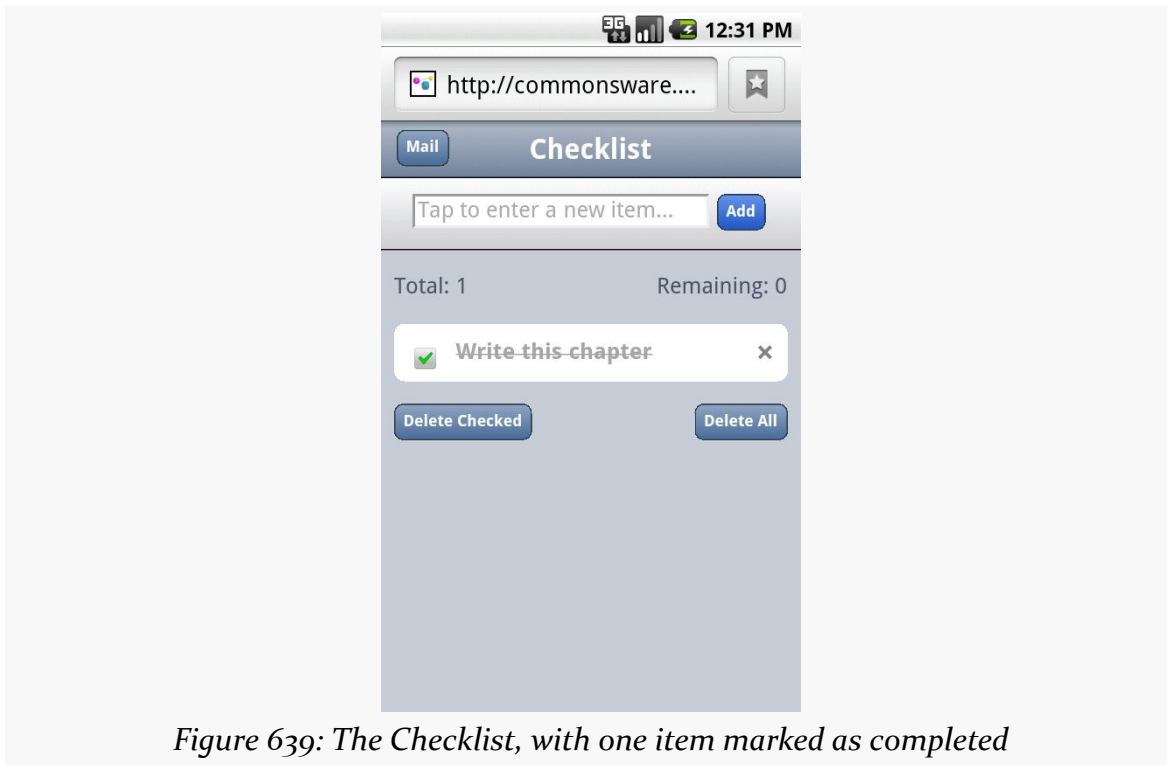 3G 12:31 PM
http://commonsware....
Mail Checklist
Tap to enter a new item... Add
Total: 1 Remaining: 0
Write this chapter ×
Delete Checked Delete All
Figure 639: The Checklist, with one item marked as completed